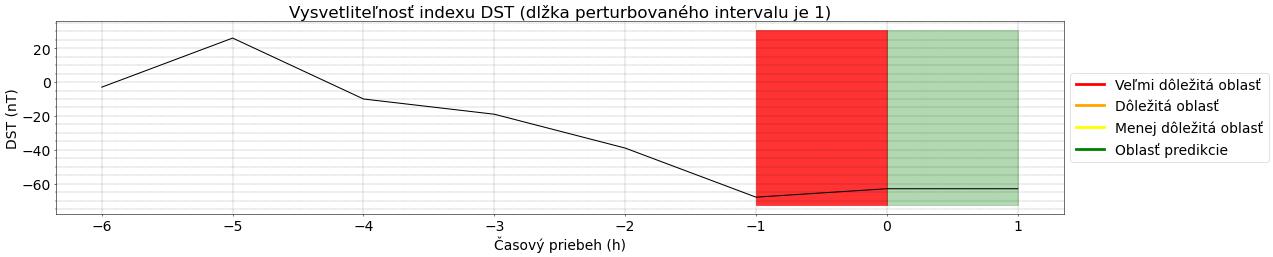 Vysvetliteľnosť indexu DST (dĺžka perturbovaného intervalu je 1)
DST (nT)
20
0
−20
−40
−60
−6 −5 −4 −3 −2 −1 0 1
Časový priebeh (h)
Veľmi dôležitá oblasť
Dôležitá oblasť
Menej dôležitá oblasť
Oblasť predikcie